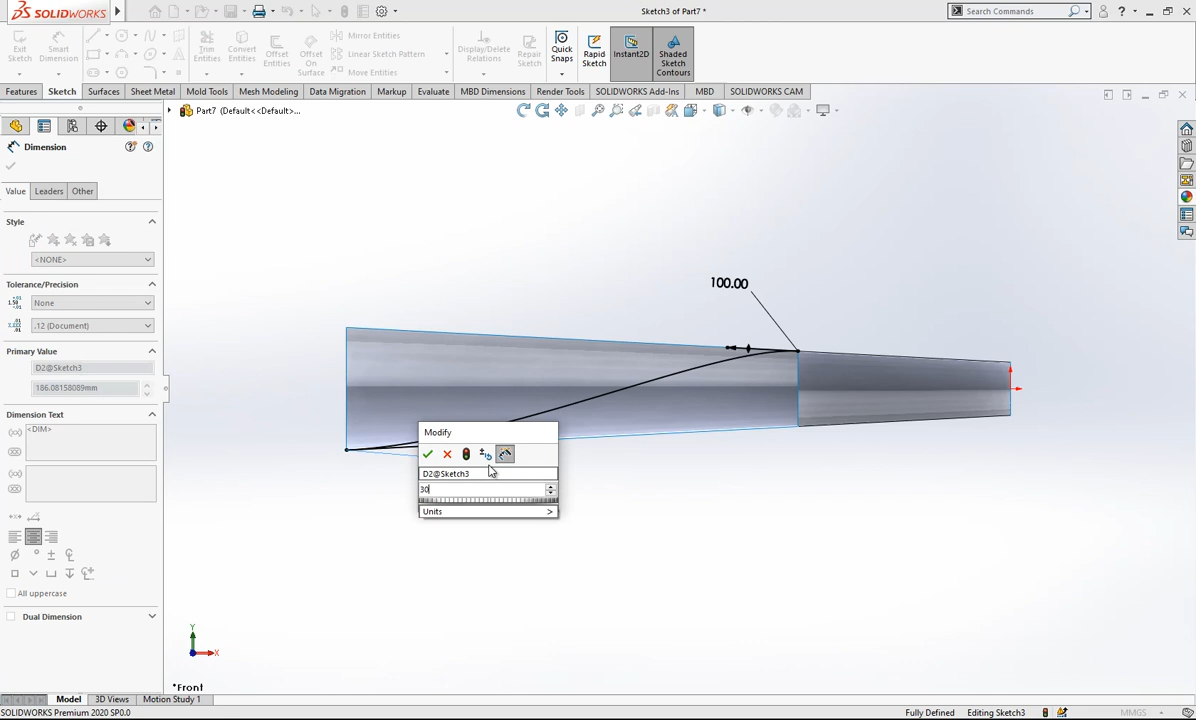 SOLIDWORKS
Sketch3 of Part7 *
Search Commands
Exit Sketch
Smart Dimension
Trim Entities
Convert Entities
Offset Entities
Offset On Surface
Mirror Entities
Linear Sketch Pattern
Move Entities
Display/Delete Relations
Repair Sketch
Quick Snaps
Rapid Sketch
Instant2D
Shaded Sketch Contours
Features
Sketch
Surfaces
Sheet Metal
Mold Tools
Mesh Modeling
Data Migration
Markup
Evaluate
MBD Dimensions
Render Tools
SOLIDWORKS Add-Ins
MBD
SOLIDWORKS CAM
Part7 (Default<<Default>...
Dimension
Value
Leaders
Other
Style
<NONE>
Tolerance/Precision
None
.12 (Document)
Primary Value
D2@Sketch3
186.08158089mm
Dimension Text
<DIM>
All uppercase
Dual Dimension
100.00
Modify
D2@Sketch3
30
Units >
Y
X
*Front
Model
3D Views
Motion Study 1
SOLIDWORKS Premium 2020 SP0.0
Fully Defined
Editing Sketch3
MMGS